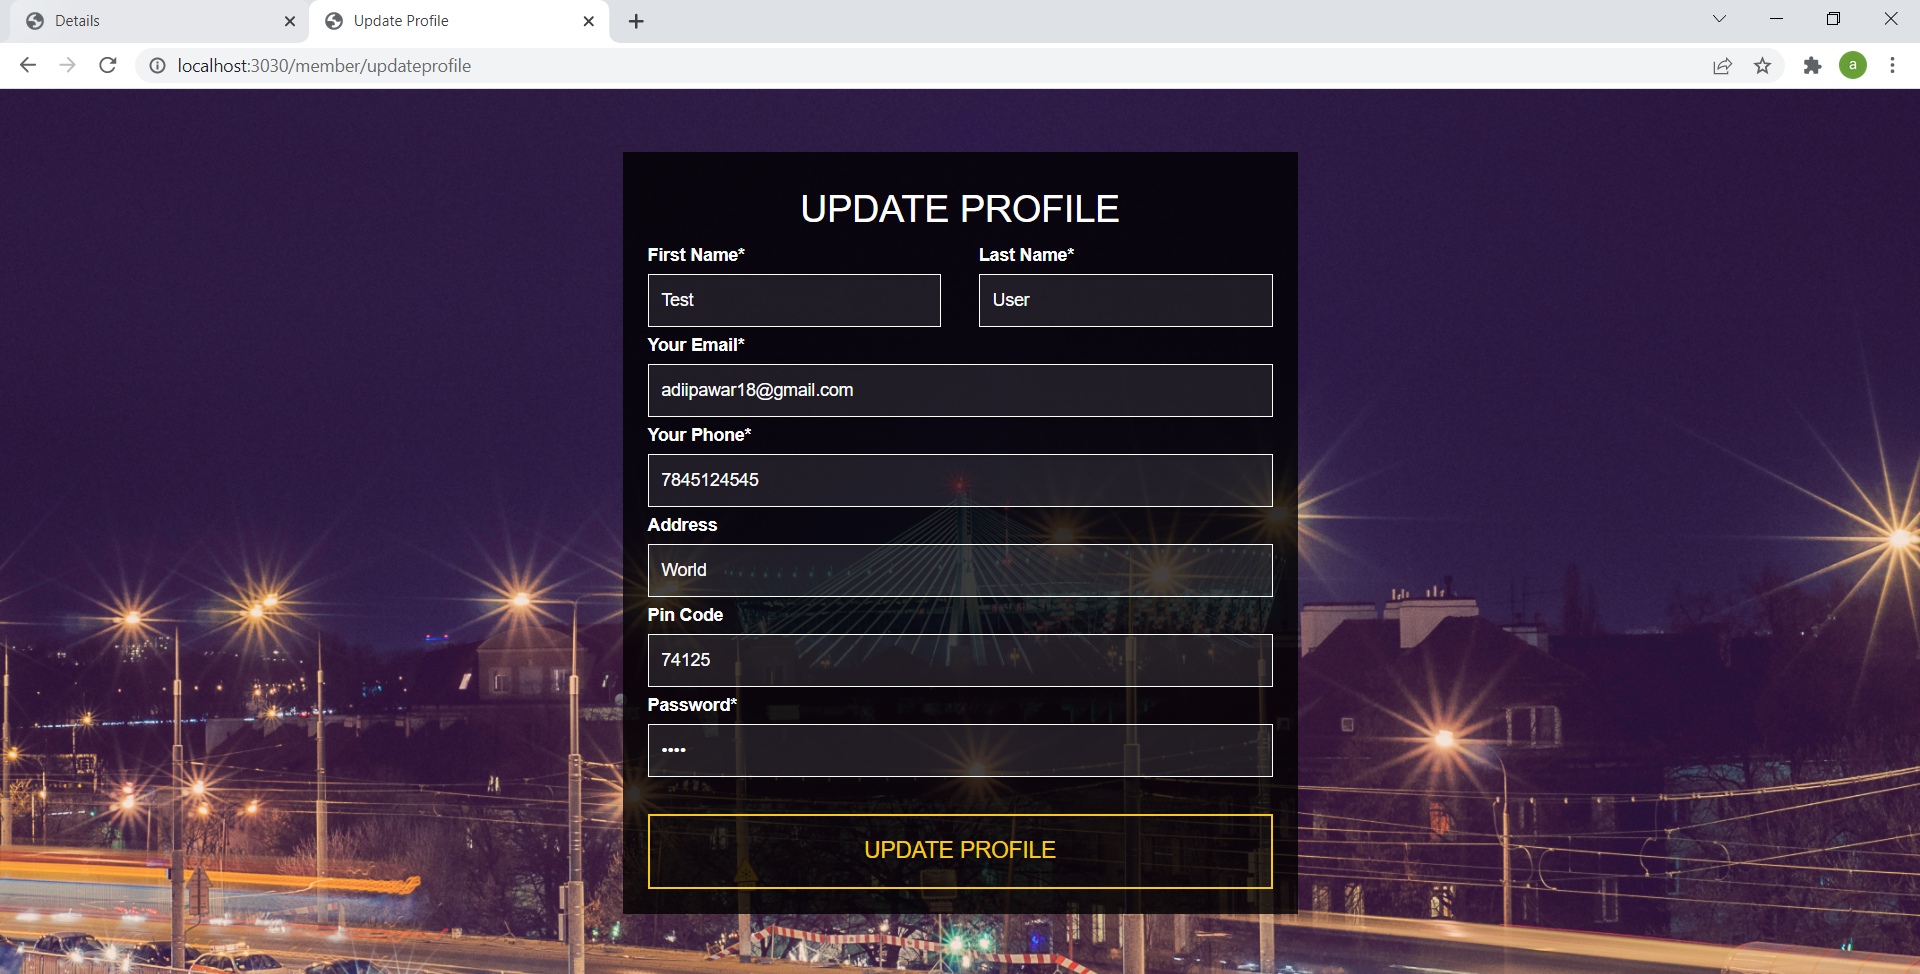 Details
Update Profile
localhost:3030/member/updateprofile
a
UPDATE PROFILE
First Name* Last Name*
Test User
Your Email*
adiipawar18@gmail.com
Your Phone*
7845124545
Address
World
Pin Code
74125
Password*
••••
UPDATE PROFILE